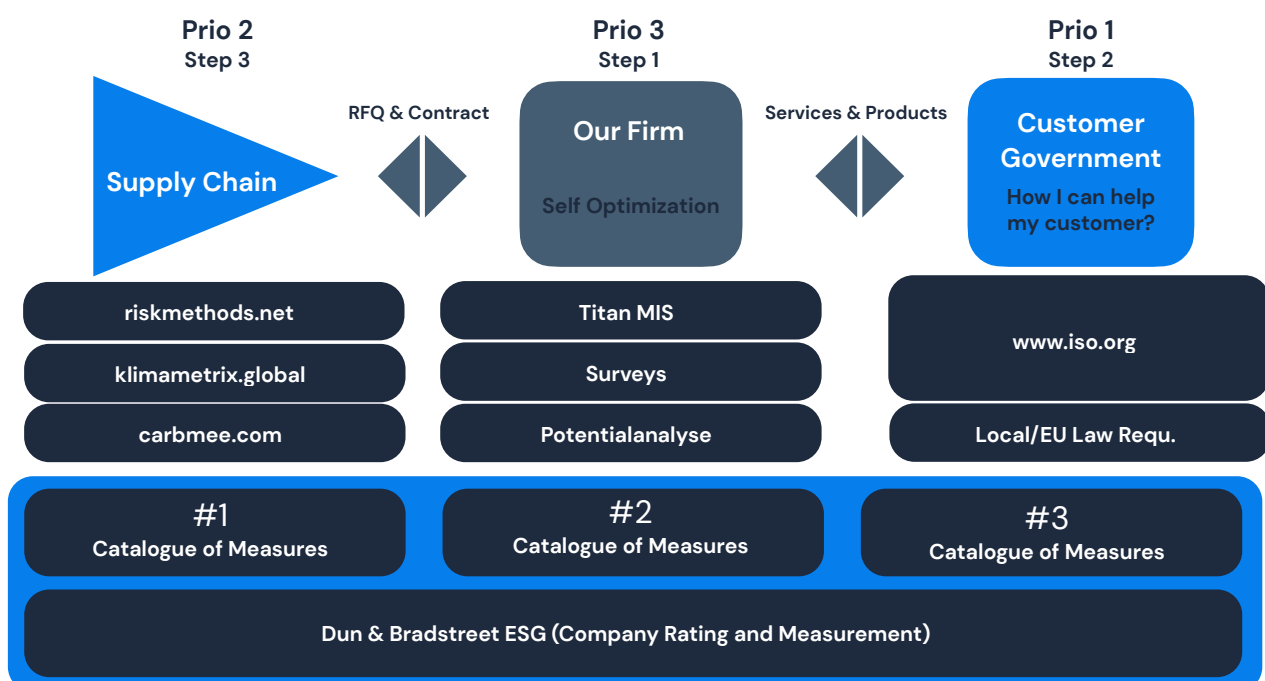 Prio 2
Step 3
Prio 3
Step 1
Prio 1
Step 2
Supply Chain
RFQ & Contract
Our Firm
Self Optimization
Services & Products
Customer
Government
How I can help
my customer?
riskmethods.net
klimametrix.global
carbmee.com
Titan MIS
Surveys
Potentialanalyse
www.iso.org
Local/EU Law Requ.
#1
Catalogue of Measures
#2
Catalogue of Measures
#3
Catalogue of Measures
Dun & Bradstreet ESG (Company Rating and Measurement)